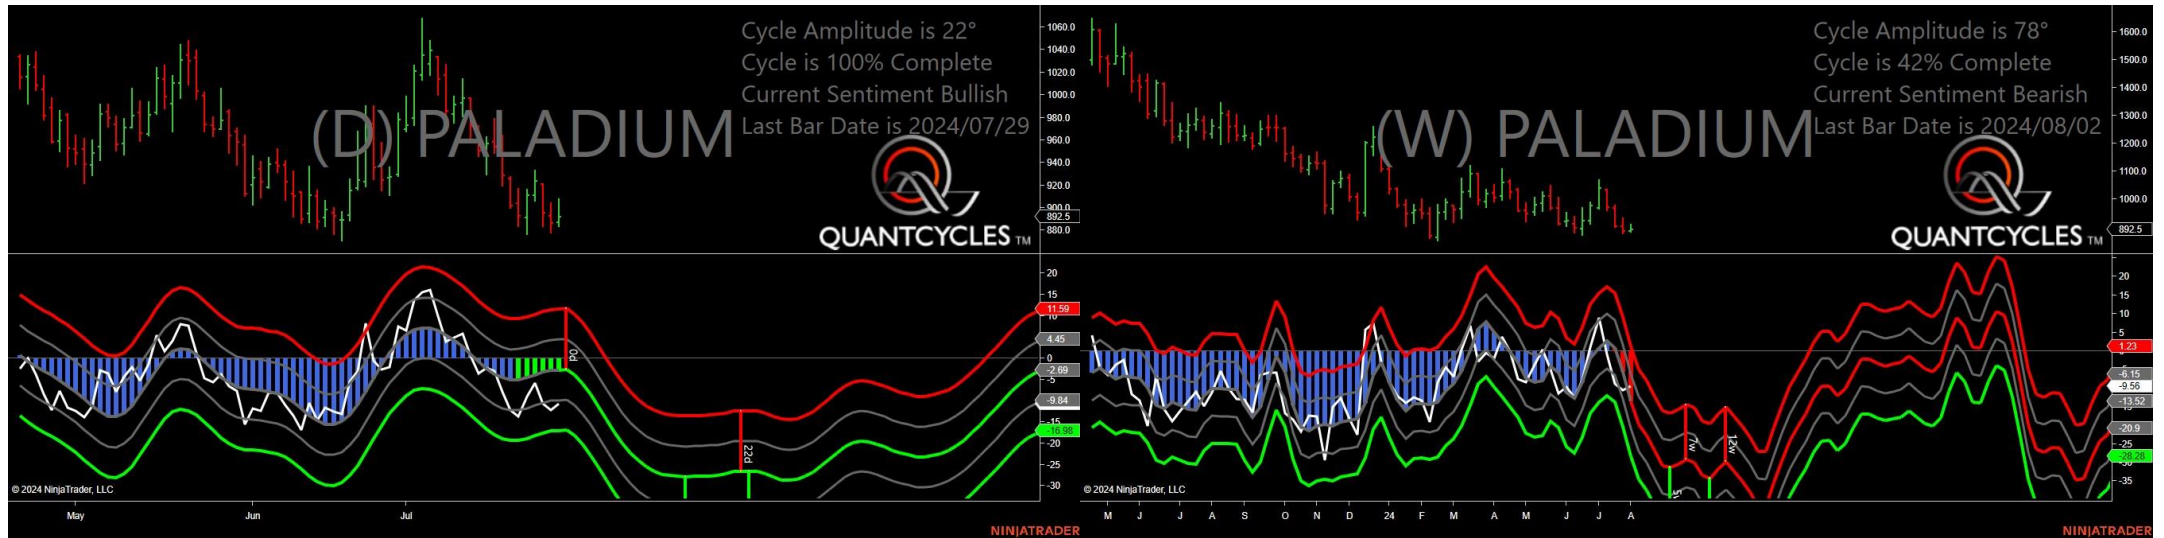 Cycle Amplitude is 22°
Cycle is 100% Complete
Current Sentiment Bullish
Last Bar Date is 2024/07/29
(D) PALADIUM
QUANTCYCLES TM
1060.0
1040.0
1020.0
1000.0
980.0
960.0
940.0
920.0
900.0
892.5
880.0
20
15
11.59
10
4.45
0
-2.69
-5
-9.84
-15
-16.98
-20
-25
-30
0d
22d
© 2024 NinjaTrader, LLC
May Jun Jul
NINJATRADER
Cycle Amplitude is 78°
Cycle is 42% Complete
Current Sentiment Bearish
Last Bar Date is 2024/08/02
(W) PALADIUM
QUANTCYCLES TM
1600.0
1500.0
1400.0
1300.0
1200.0
1100.0
1000.0
892.5
20
15
10
5
1.23
-6.15
-9.56
-13.52
-20.9
-25
-28.28
-35
7w
12w
© 2024 NinjaTrader, LLC
M J J A S O N D 24 F M A M J J A
NINJATRADER